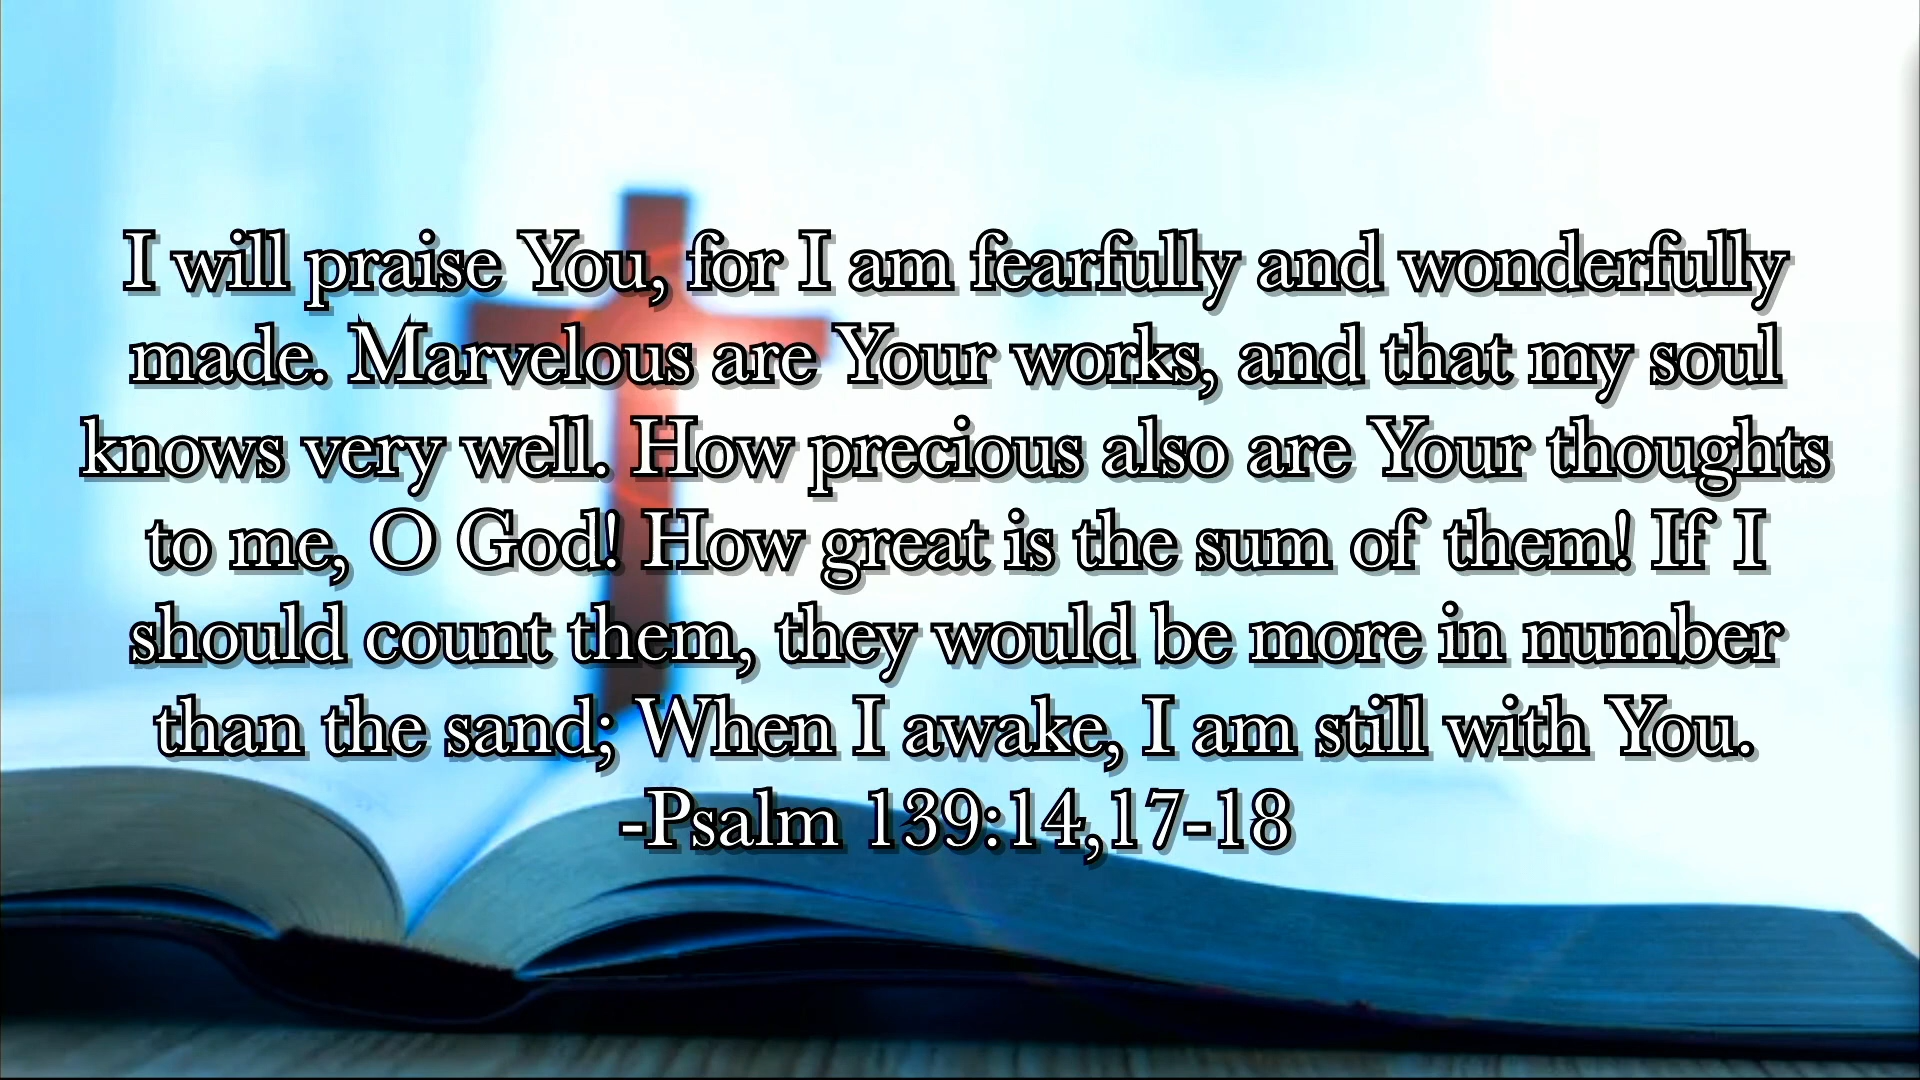 I will praise You, for I am fearfully and wonderfully
made. Marvelous are Your works, and that my soul
knows very well. How precious also are Your thoughts
to me, O God! How great is the sum of them! If I
should count them, they would be more in number
than the sand; When I awake, I am still with You.
-Psalm 139:14,17-18